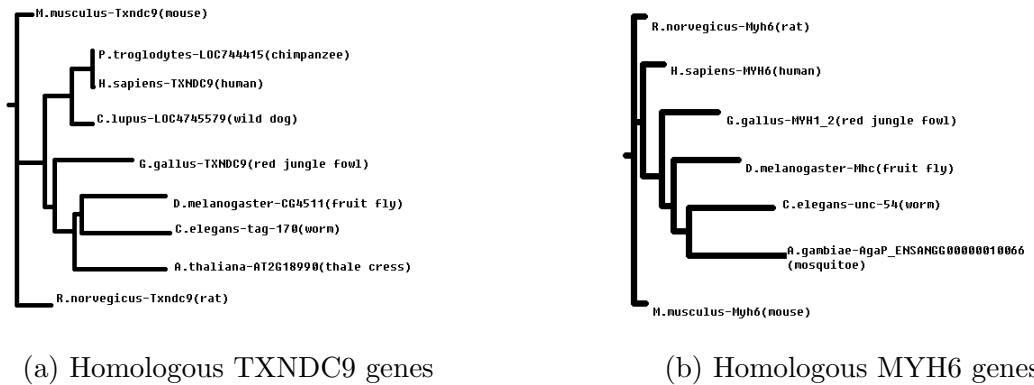 M.musculus-Txndc9(mouse)
P.troglodytes-LOC744415(chimpanzee)
H.sapiens-TXNDC9(human)
C.lupus-LOC4745579(wild dog)
G.gallus-TXNDC9(red jungle fowl)
D.melanogaster-CG4511(fruit fly)
C.elegans-tag-170(worm)
A.thaliana-AT2G18990(thale cress)
R.norvegicus-Txndc9(rat)
(a) Homologous TXNDC9 genes
R.norvegicus-Myh6(rat)
H.sapiens-MYH6(human)
G.gallus-MYH1_2(red jungle fowl)
D.melanogaster-Mhc(fruit fly)
C.elegans-unc-54(worm)
A.gambiae-AgaP_ENSANGG00000010066
(mosquitoe)
M.musculus-Myh6(mouse)
(b) Homologous MYH6 genes